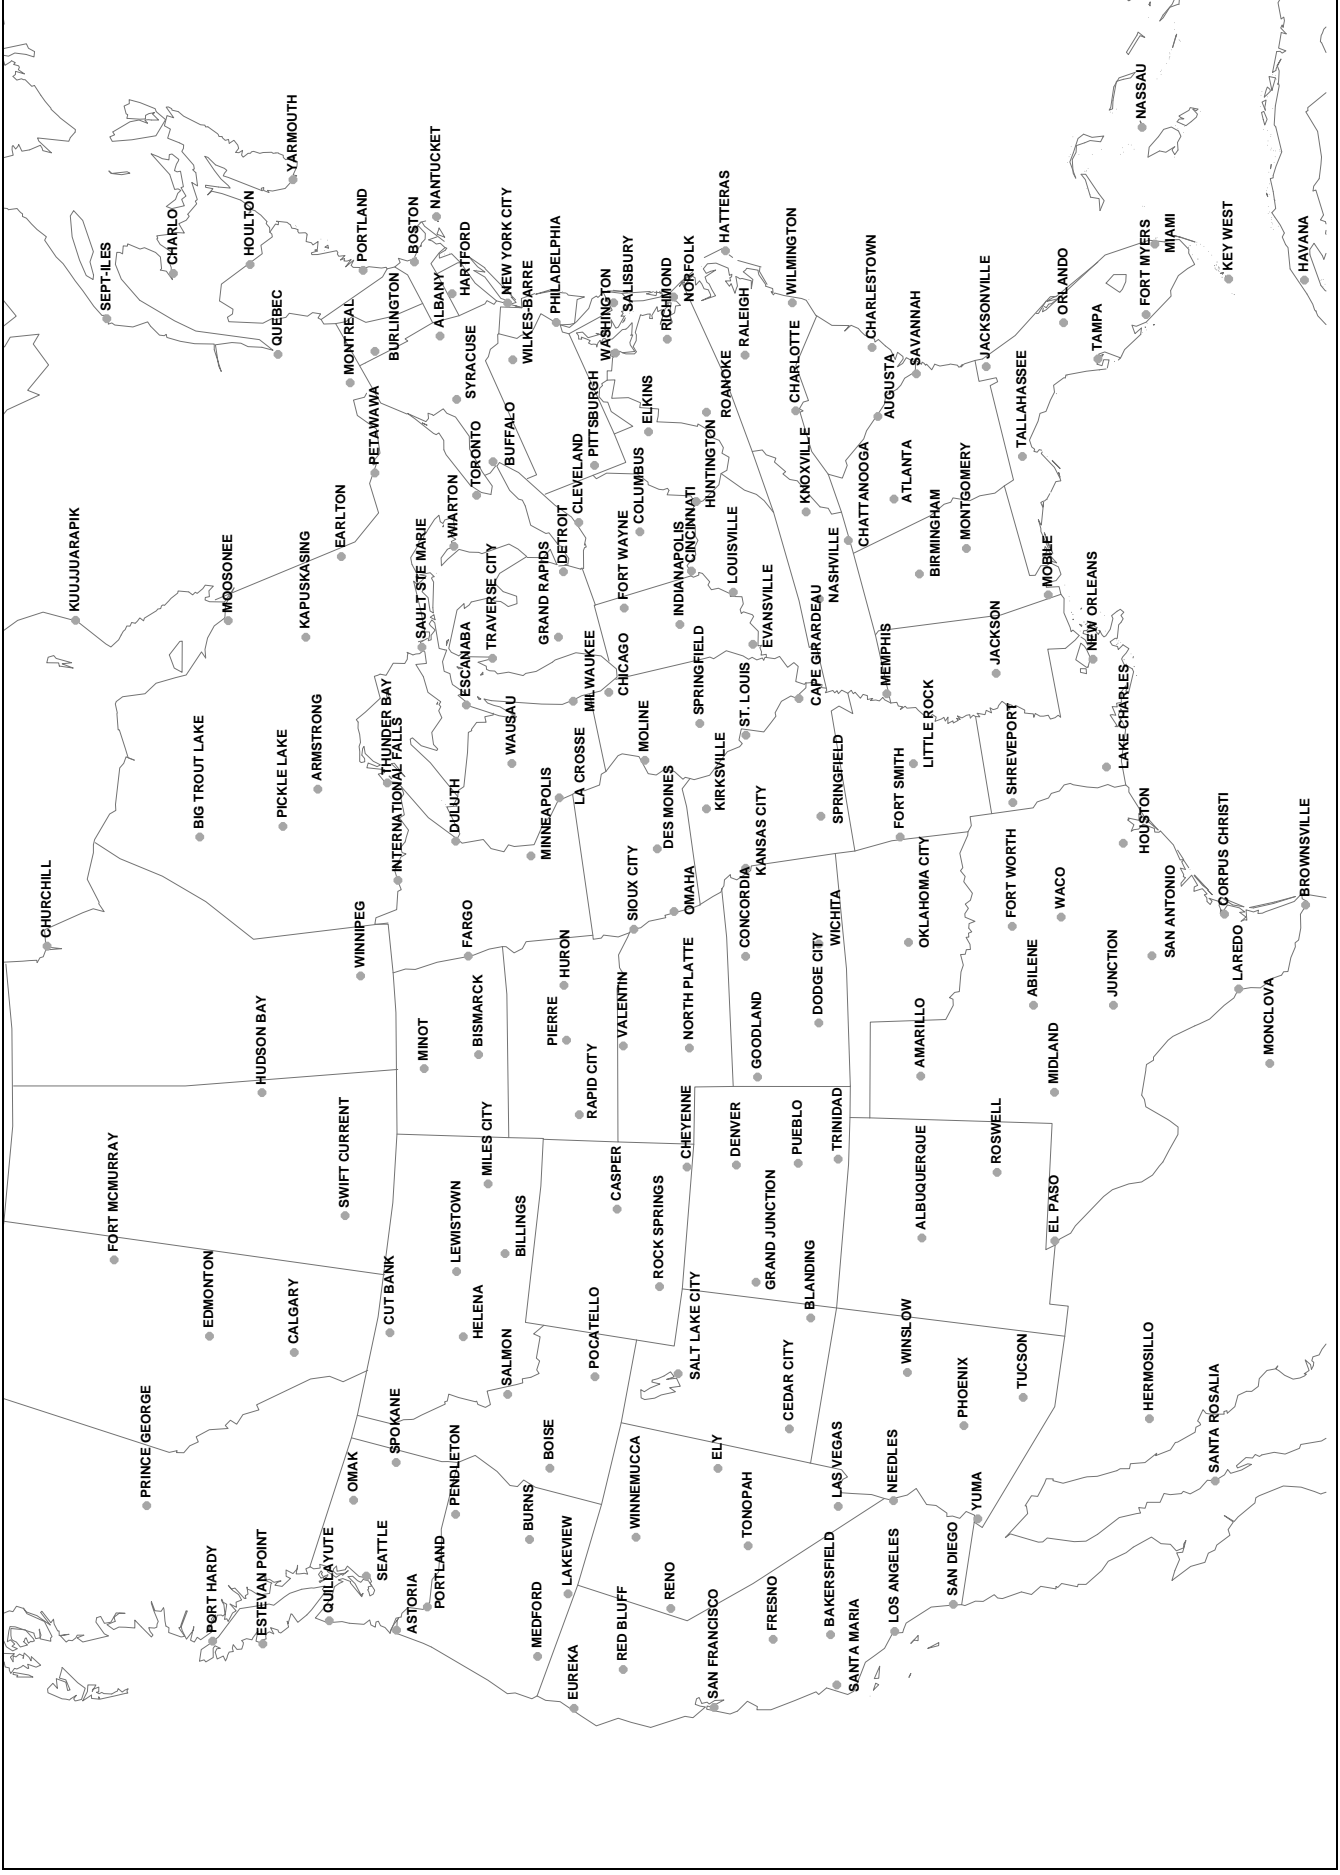 CHURCHILL
KUUJJUARAPIK
SEPT-ILES
FORT MCMURRAY
PRINCE GEORGE
CHARLO
BIG TROUT LAKE
EDMONTON
PORT HARDY
MOOSONEE
HOULTON
ESTEVAN POINT
HUDSON BAY
QUEBEC
PICKLE LAKE
CALGARY
YARMOUTH
KAPUSKASING
ARMSTRONG
QUILLAYUTE
SWIFT CURRENT
EARLTON
MONTREAL
OMAK
WINNIPEG
PORTLAND
SEATTLE
PETAWAWA
BURLINGTON
THUNDER BAY
CUT BANK
SPOKANE
INTERNATIONAL FALLS
ASTORIA
BOSTON
SAULT STE MARIE
MINOT
PORTLAND
ALBANY
NANTUCKET
HARTFORD
WIARTON
DULUTH
LEWISTOWN
PENDLETON
SYRACUSE
ESCANABA
FARGO
HELENA
TORONTO
BISMARCK
MILES CITY
TRAVERSE CITY
BUFFALO
NEW YORK CITY
BILLINGS
SALMON
WAUSAU
WILKES-BARRE
BURNS
MINNEAPOLIS
MEDFORD
BOISE
PHILADELPHIA
GRAND RAPIDS
DETROIT
LA CROSSE
HURON
PIERRE
LAKEVIEW
EUREKA
CLEVELAND
MILWAUKEE
RAPID CITY
POCATELLO
PITTSBURGH
WASHINGTON
SALISBURY
CHICAGO
FORT WAYNE
CASPER
VALENTIN
RED BLUFF
SIOUX CITY
WINNEMUCCA
COLUMBUS
ELKINS
MOLINE
DES MOINES
ROCK SPRINGS
RICHMOND
RENO
OMAHA
NORTH PLATTE
CHEYENNE
SALT LAKE CITY
INDIANAPOLIS
CINCINNATI
NORFOLK
HUNTINGTON
SPRINGFIELD
KIRKSVILLE
ROANOKE
HATTERAS
SAN FRANCISCO
ELY
LOUISVILLE
DENVER
RALEIGH
ST. LOUIS
CONCORDIA
KANSAS CITY
TONOPAH
GOODLAND
EVANSVILLE
GRAND JUNCTION
FRESNO
CEDAR CITY
WILMINGTON
CHARLOTTE
PUEBLO
KNOXVILLE
CAPE GIRARDEAU
BLANDING
DODGE CITY
WICHITA
NASHVILLE
SPRINGFIELD
TRINIDAD
LAS VEGAS
BAKERSFIELD
SANTA MARIA
CHATTANOOGA
CHARLESTOWN
AUGUSTA
MEMPHIS
NEEDLES
LOS ANGELES
ATLANTA
FORT SMITH
WINSLOW
SAVANNAH
BIRMINGHAM
LITTLE ROCK
OKLAHOMA CITY
AMARILLO
ALBUQUERQUE
SAN DIEGO
MONTGOMERY
PHOENIX
YUMA
JACKSONVILLE
JACKSON
ROSWELL
SHREVEPORT
FORT WORTH
TALLAHASSEE
TUCSON
ABILENE
MOBILE
MIDLAND
EL PASO
WACO
ORLANDO
TAMPA
NEW ORLEANS
LAKE CHARLES
JUNCTION
HOUSTON
NASSAU
FORT MYERS
MIAMI
SAN ANTONIO
HERMOSILLO
SANTA ROSALIA
CORPUS CHRISTI
KEY WEST
LAREDO
MONCLOVA
HAVANA
BROWNSVILLE